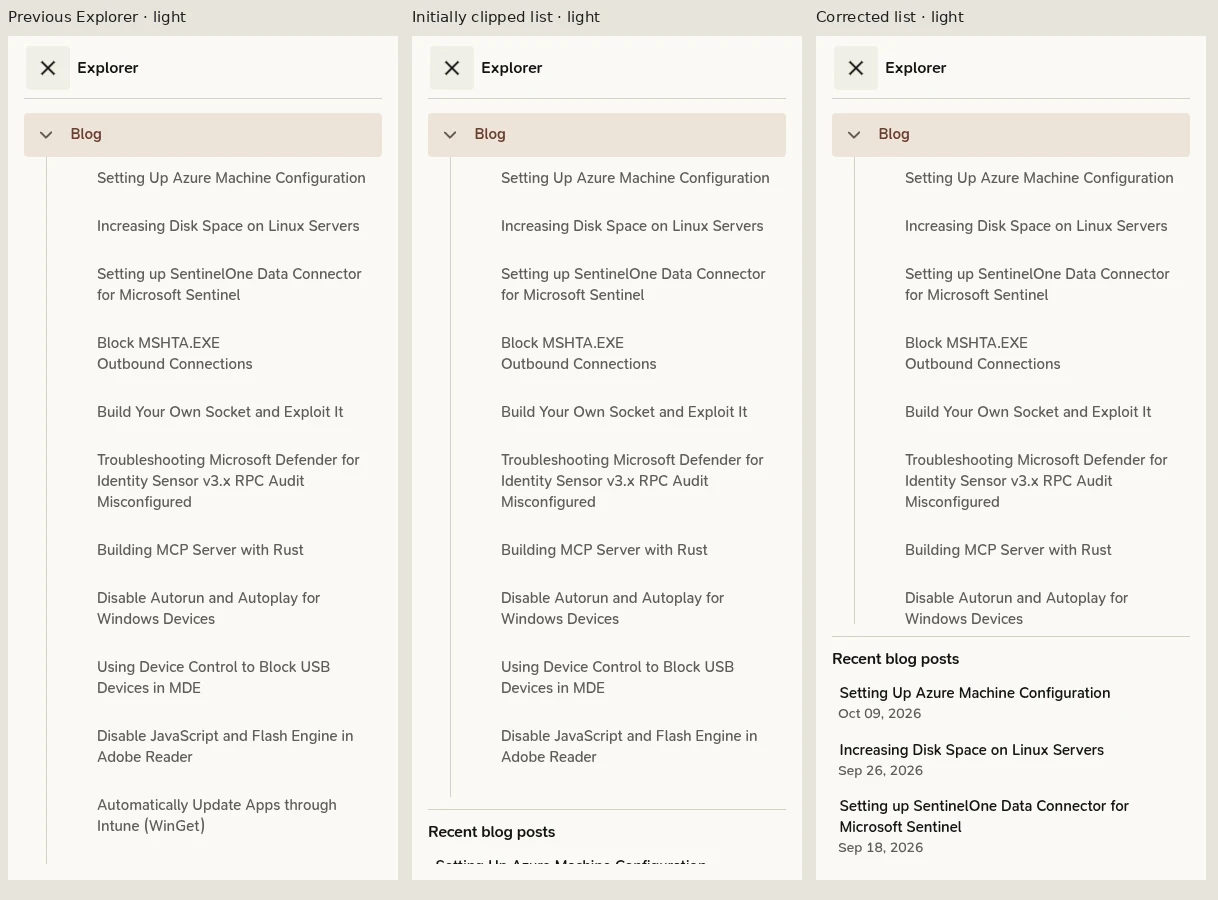 Previous Explorer · light
Explorer
Blog
Setting Up Azure Machine Configuration
Increasing Disk Space on Linux Servers
Setting up SentinelOne Data Connector
for Microsoft Sentinel
Block MSHTA.EXE
Outbound Connections
Build Your Own Socket and Exploit It
Troubleshooting Microsoft Defender for
Identity Sensor v3.x RPC Audit
Misconfigured
Building MCP Server with Rust
Disable Autorun and Autoplay for
Windows Devices
Using Device Control to Block USB
Devices in MDE
Disable JavaScript and Flash Engine in
Adobe Reader
Automatically Update Apps through
Intune (WinGet)
Initially clipped list · light
Explorer
Blog
Setting Up Azure Machine Configuration
Increasing Disk Space on Linux Servers
Setting up SentinelOne Data Connector
for Microsoft Sentinel
Block MSHTA.EXE
Outbound Connections
Build Your Own Socket and Exploit It
Troubleshooting Microsoft Defender for
Identity Sensor v3.x RPC Audit
Misconfigured
Building MCP Server with Rust
Disable Autorun and Autoplay for
Windows Devices
Using Device Control to Block USB
Devices in MDE
Disable JavaScript and Flash Engine in
Adobe Reader
Recent blog posts
Setting Up Azure Machine Configuration
Corrected list · light
Explorer
Blog
Setting Up Azure Machine Configuration
Increasing Disk Space on Linux Servers
Setting up SentinelOne Data Connector
for Microsoft Sentinel
Block MSHTA.EXE
Outbound Connections
Build Your Own Socket and Exploit It
Troubleshooting Microsoft Defender for
Identity Sensor v3.x RPC Audit
Misconfigured
Building MCP Server with Rust
Disable Autorun and Autoplay for
Windows Devices
Recent blog posts
Setting Up Azure Machine Configuration
Oct 09, 2026
Increasing Disk Space on Linux Servers
Sep 26, 2026
Setting up SentinelOne Data Connector for
Microsoft Sentinel
Sep 18, 2026